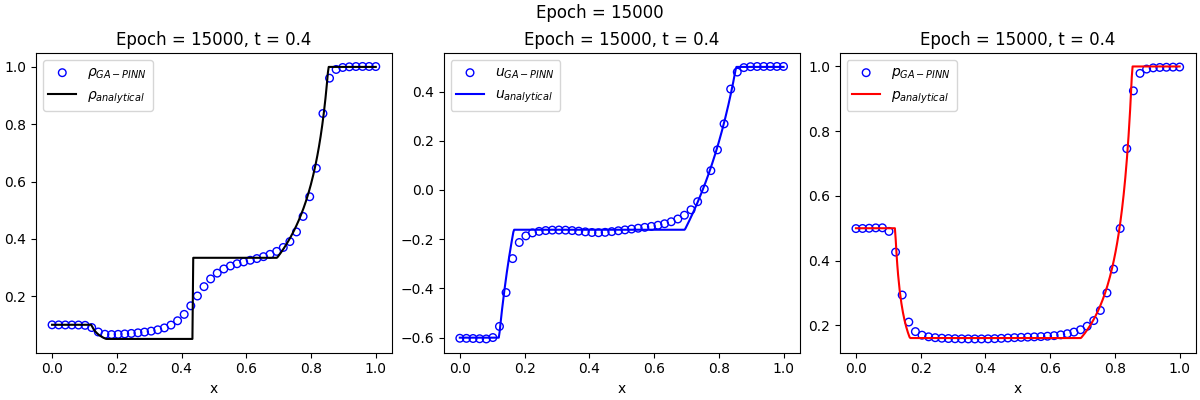 Epoch = 15000
Epoch = 15000, t = 0.4
ρGA−PINN
ρanalytical
1.0
0.8
0.6
0.4
0.2
0.0 0.2 0.4 0.6 0.8 1.0
x
Epoch = 15000, t = 0.4
uGA−PINN
uanalytical
0.4
0.2
0.0
−0.2
−0.4
−0.6
0.0 0.2 0.4 0.6 0.8 1.0
x
Epoch = 15000, t = 0.4
pGA−PINN
panalytical
1.0
0.8
0.6
0.4
0.2
0.0 0.2 0.4 0.6 0.8 1.0
x